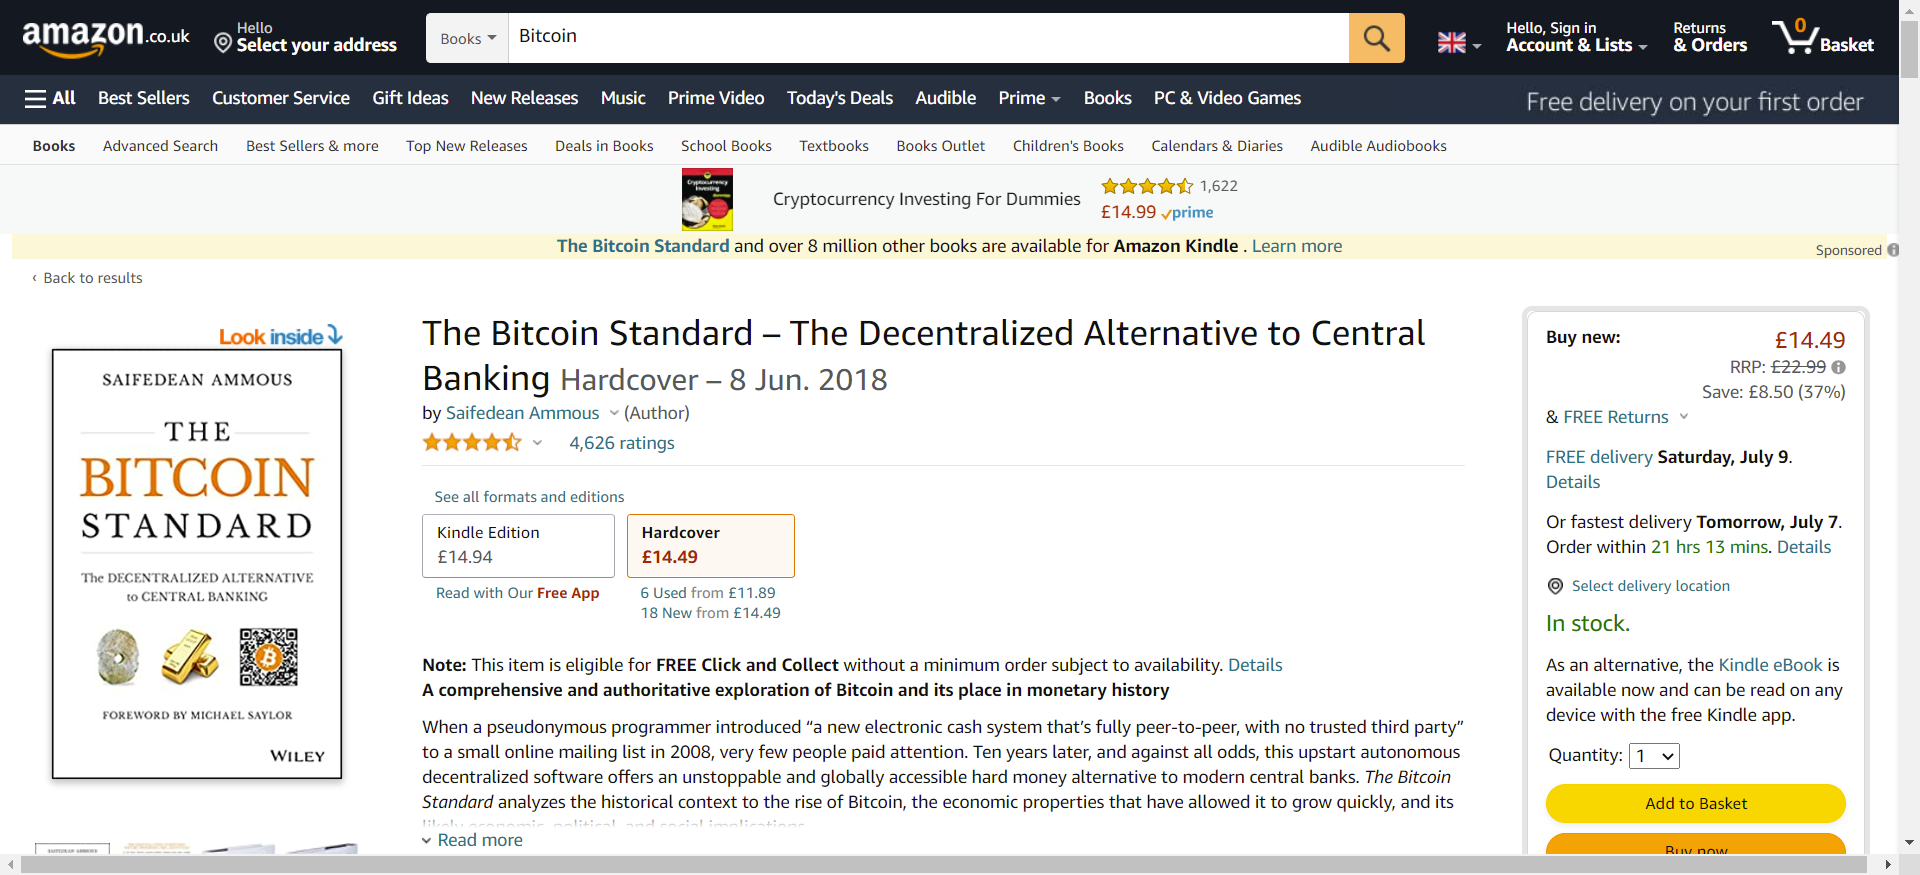 amazon.co.uk
Hello
Select your address
Books
Bitcoin
Hello, Sign in
Account & Lists
Returns
& Orders
0
Basket
All
Best Sellers
Customer Service
Gift Ideas
New Releases
Music
Prime Video
Today's Deals
Audible
Prime
Books
PC & Video Games
Free delivery on your first order
Books
Advanced Search
Best Sellers & more
Top New Releases
Deals in Books
School Books
Textbooks
Books Outlet
Children's Books
Calendars & Diaries
Audible Audiobooks
Cryptocurrency Investing
Cryptocurrency Investing For Dummies
1,622
£14.99 prime
The Bitcoin Standard and over 8 million other books are available for Amazon Kindle . Learn more
Sponsored
‹ Back to results
Look inside
SAIFEDEAN AMMOUS
THE
BITCOIN
STANDARD
The DECENTRALIZED ALTERNATIVE
to CENTRAL BANKING
FOREWORD BY MICHAEL SAYLOR
WILEY
The Bitcoin Standard – The Decentralized Alternative to Central
Banking Hardcover – 8 Jun. 2018
by Saifedean Ammous (Author)
4,626 ratings
See all formats and editions
Kindle Edition
£14.94
Read with Our Free App
Hardcover
£14.49
6 Used from £11.89
18 New from £14.49
Note: This item is eligible for FREE Click and Collect without a minimum order subject to availability. Details
A comprehensive and authoritative exploration of Bitcoin and its place in monetary history
When a pseudonymous programmer introduced “a new electronic cash system that’s fully peer-to-peer, with no trusted third party”
to a small online mailing list in 2008, very few people paid attention. Ten years later, and against all odds, this upstart autonomous
decentralized software offers an unstoppable and globally accessible hard money alternative to modern central banks. The Bitcoin
Standard analyzes the historical context to the rise of Bitcoin, the economic properties that have allowed it to grow quickly, and its
likely economic, political, and social implications.
Read more
Buy new:
£14.49
RRP: £22.99
Save: £8.50 (37%)
& FREE Returns
FREE delivery Saturday, July 9.
Details
Or fastest delivery Tomorrow, July 7.
Order within 21 hrs 13 mins. Details
Select delivery location
In stock.
As an alternative, the Kindle eBook is
available now and can be read on any
device with the free Kindle app.
Quantity: 1
Add to Basket
Buy now